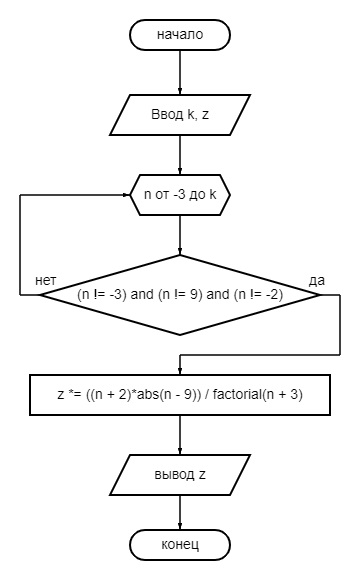 начало
Ввод k, z
n от -3 до k
нет
да
(n != -3) and (n != 9) and (n != -2)
z *= ((n + 2)*abs(n - 9)) / factorial(n + 3)
вывод z
конец